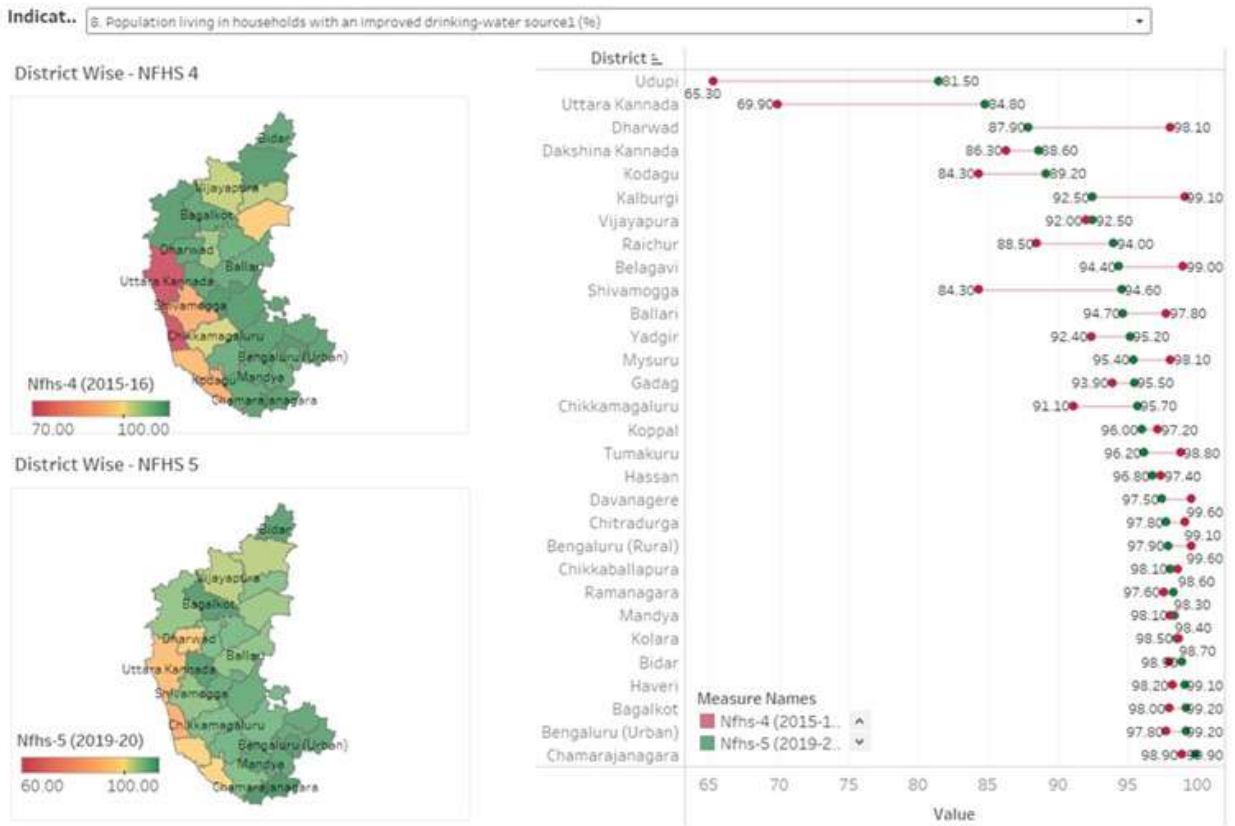 Indicat..
8. Population living in households with an improved drinking-water source1 (%)
District Wise - NFHS 4
Bidar
Vijayapura
Bagalkot
Dharwad
Ballari
Uttara Kannada
Shivamogga
Chikkamagaluru
Bengaluru (Urban)
Kodagu
Mandya
Chamarajanagara
Nfhs-4 (2015-16)
70.00 100.00
District Wise - NFHS 5
Bidar
Vijayapura
Bagalkot
Dharwad
Ballari
Uttara Kannada
Shivamogga
Chikkamagaluru
Bengaluru (Urban)
Mandya
Chamarajanagara
Nfhs-5 (2019-20)
60.00 100.00
District
Udupi 65.30 81.50
Uttara Kannada 69.90 84.80
Dharwad 87.90 98.10
Dakshina Kannada 86.30 88.60
Kodagu 84.30 89.20
Kalburgi 92.50 99.10
Vijayapura 92.00 92.50
Raichur 88.50 94.00
Belagavi 94.40 99.00
Shivamogga 84.30 94.60
Ballari 94.70 97.80
Yadgir 92.40 95.20
Mysuru 95.40 98.10
Gadag 93.90 95.50
Chikkamagaluru 91.10 95.70
Koppal 96.00 97.20
Tumakuru 96.20 98.80
Hassan 96.80 97.40
Davanagere 97.50 99.60
Chitradurga 97.80 99.10
Bengaluru (Rural) 97.90 99.60
Chikkaballapura 98.10 98.60
Ramanagara 97.60 98.30
Mandya 98.10 98.40
Kolara 98.50 98.70
Bidar
Haveri 98.20 99.10
Bagalkot 98.00 99.20
Bengaluru (Urban) 97.80 99.20
Chamarajanagara 98.90
Measure Names
Nfhs-4 (2015-1..
Nfhs-5 (2019-2..
65 70 75 80 85 90 95 100
Value